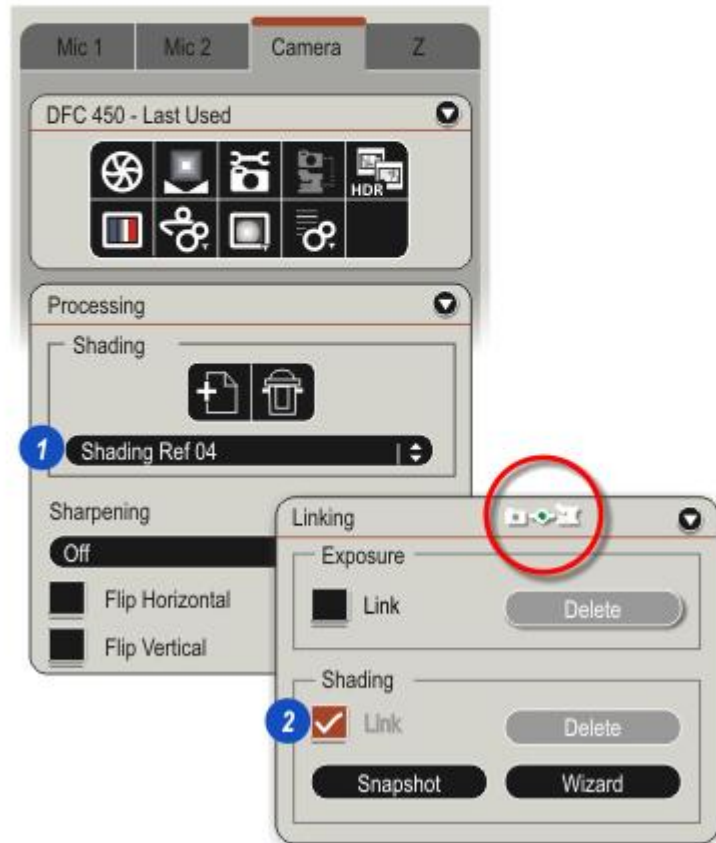 Mic 1 Mic 2 Camera Z
DFC 450 - Last Used
HDR
Processing
Shading
1 Shading Ref 04
Sharpening
Off
Flip Horizontal
Flip Vertical
Linking
Exposure
Link Delete
Shading
2 Link Delete
Snapshot Wizard